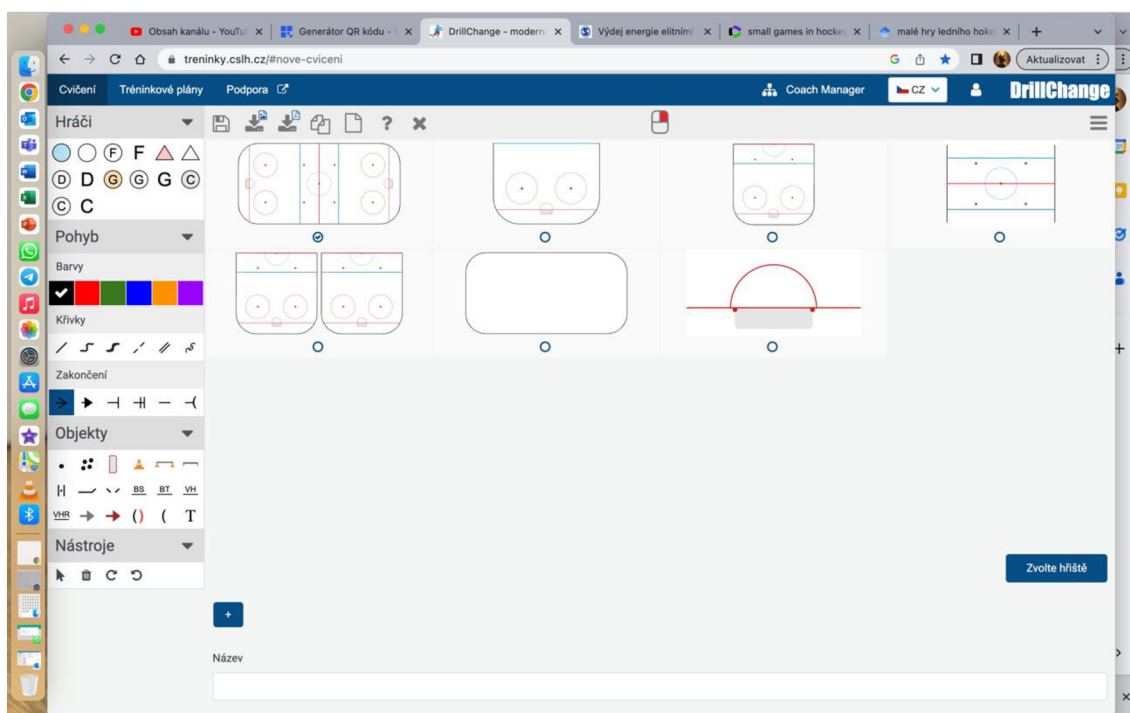 Obsah kanálu - YouTu
Generátor QR kódu -
DrillChange - moderní
Výdej energie elitními
small games in hockey
malé hry ledního hoke
treninky.cslh.cz/#nove-cviceni
Aktualizovat
Cvičení
Tréninkové plány
Podpora
Coach Manager
CZ
DrillChange
Hráči
F F
D D G G G C
C C
Pohyb
Barvy
Křivky
Zakončení
Objekty
BS BT VH
VHR T
Nástroje
Zvolte hřiště
+
Název